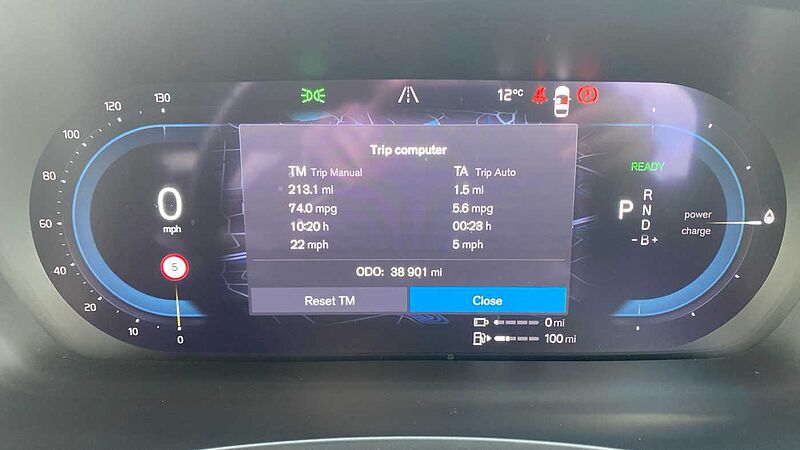 120 130 12°C
100
80
60
40
20
10
0
0
mph
5
Trip computer
TM Trip Manual TA Trip Auto
213.1 mi 1.5 mi
74.0 mpg 5.6 mpg
10:20 h 00:23 h
22 mph 5 mph
ODO: 38 901 mi
Reset TM Close
READY
P
R
N
D
-B+
power
charge
0 mi
100 mi